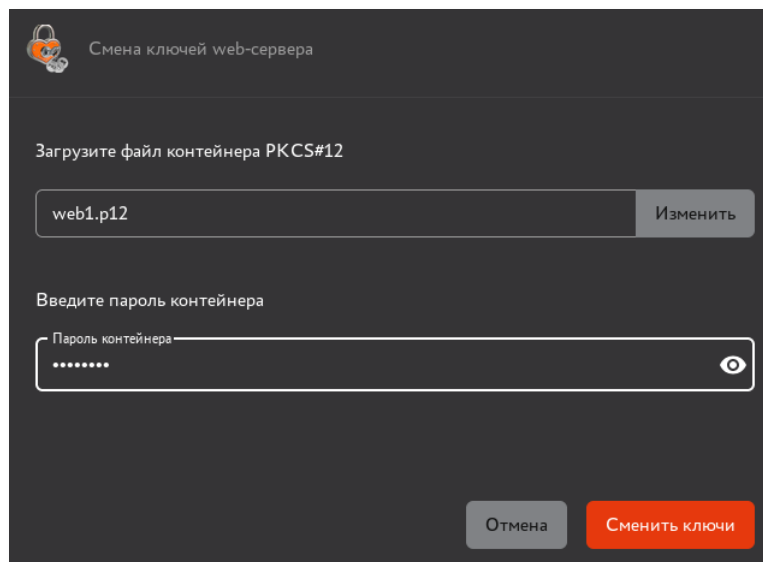 Смена ключей web-сервера
Загрузите файл контейнера PKCS#12
web1.p12
Изменить
Введите пароль контейнера
Пароль контейнера
••••••••
Отмена
Сменить ключи